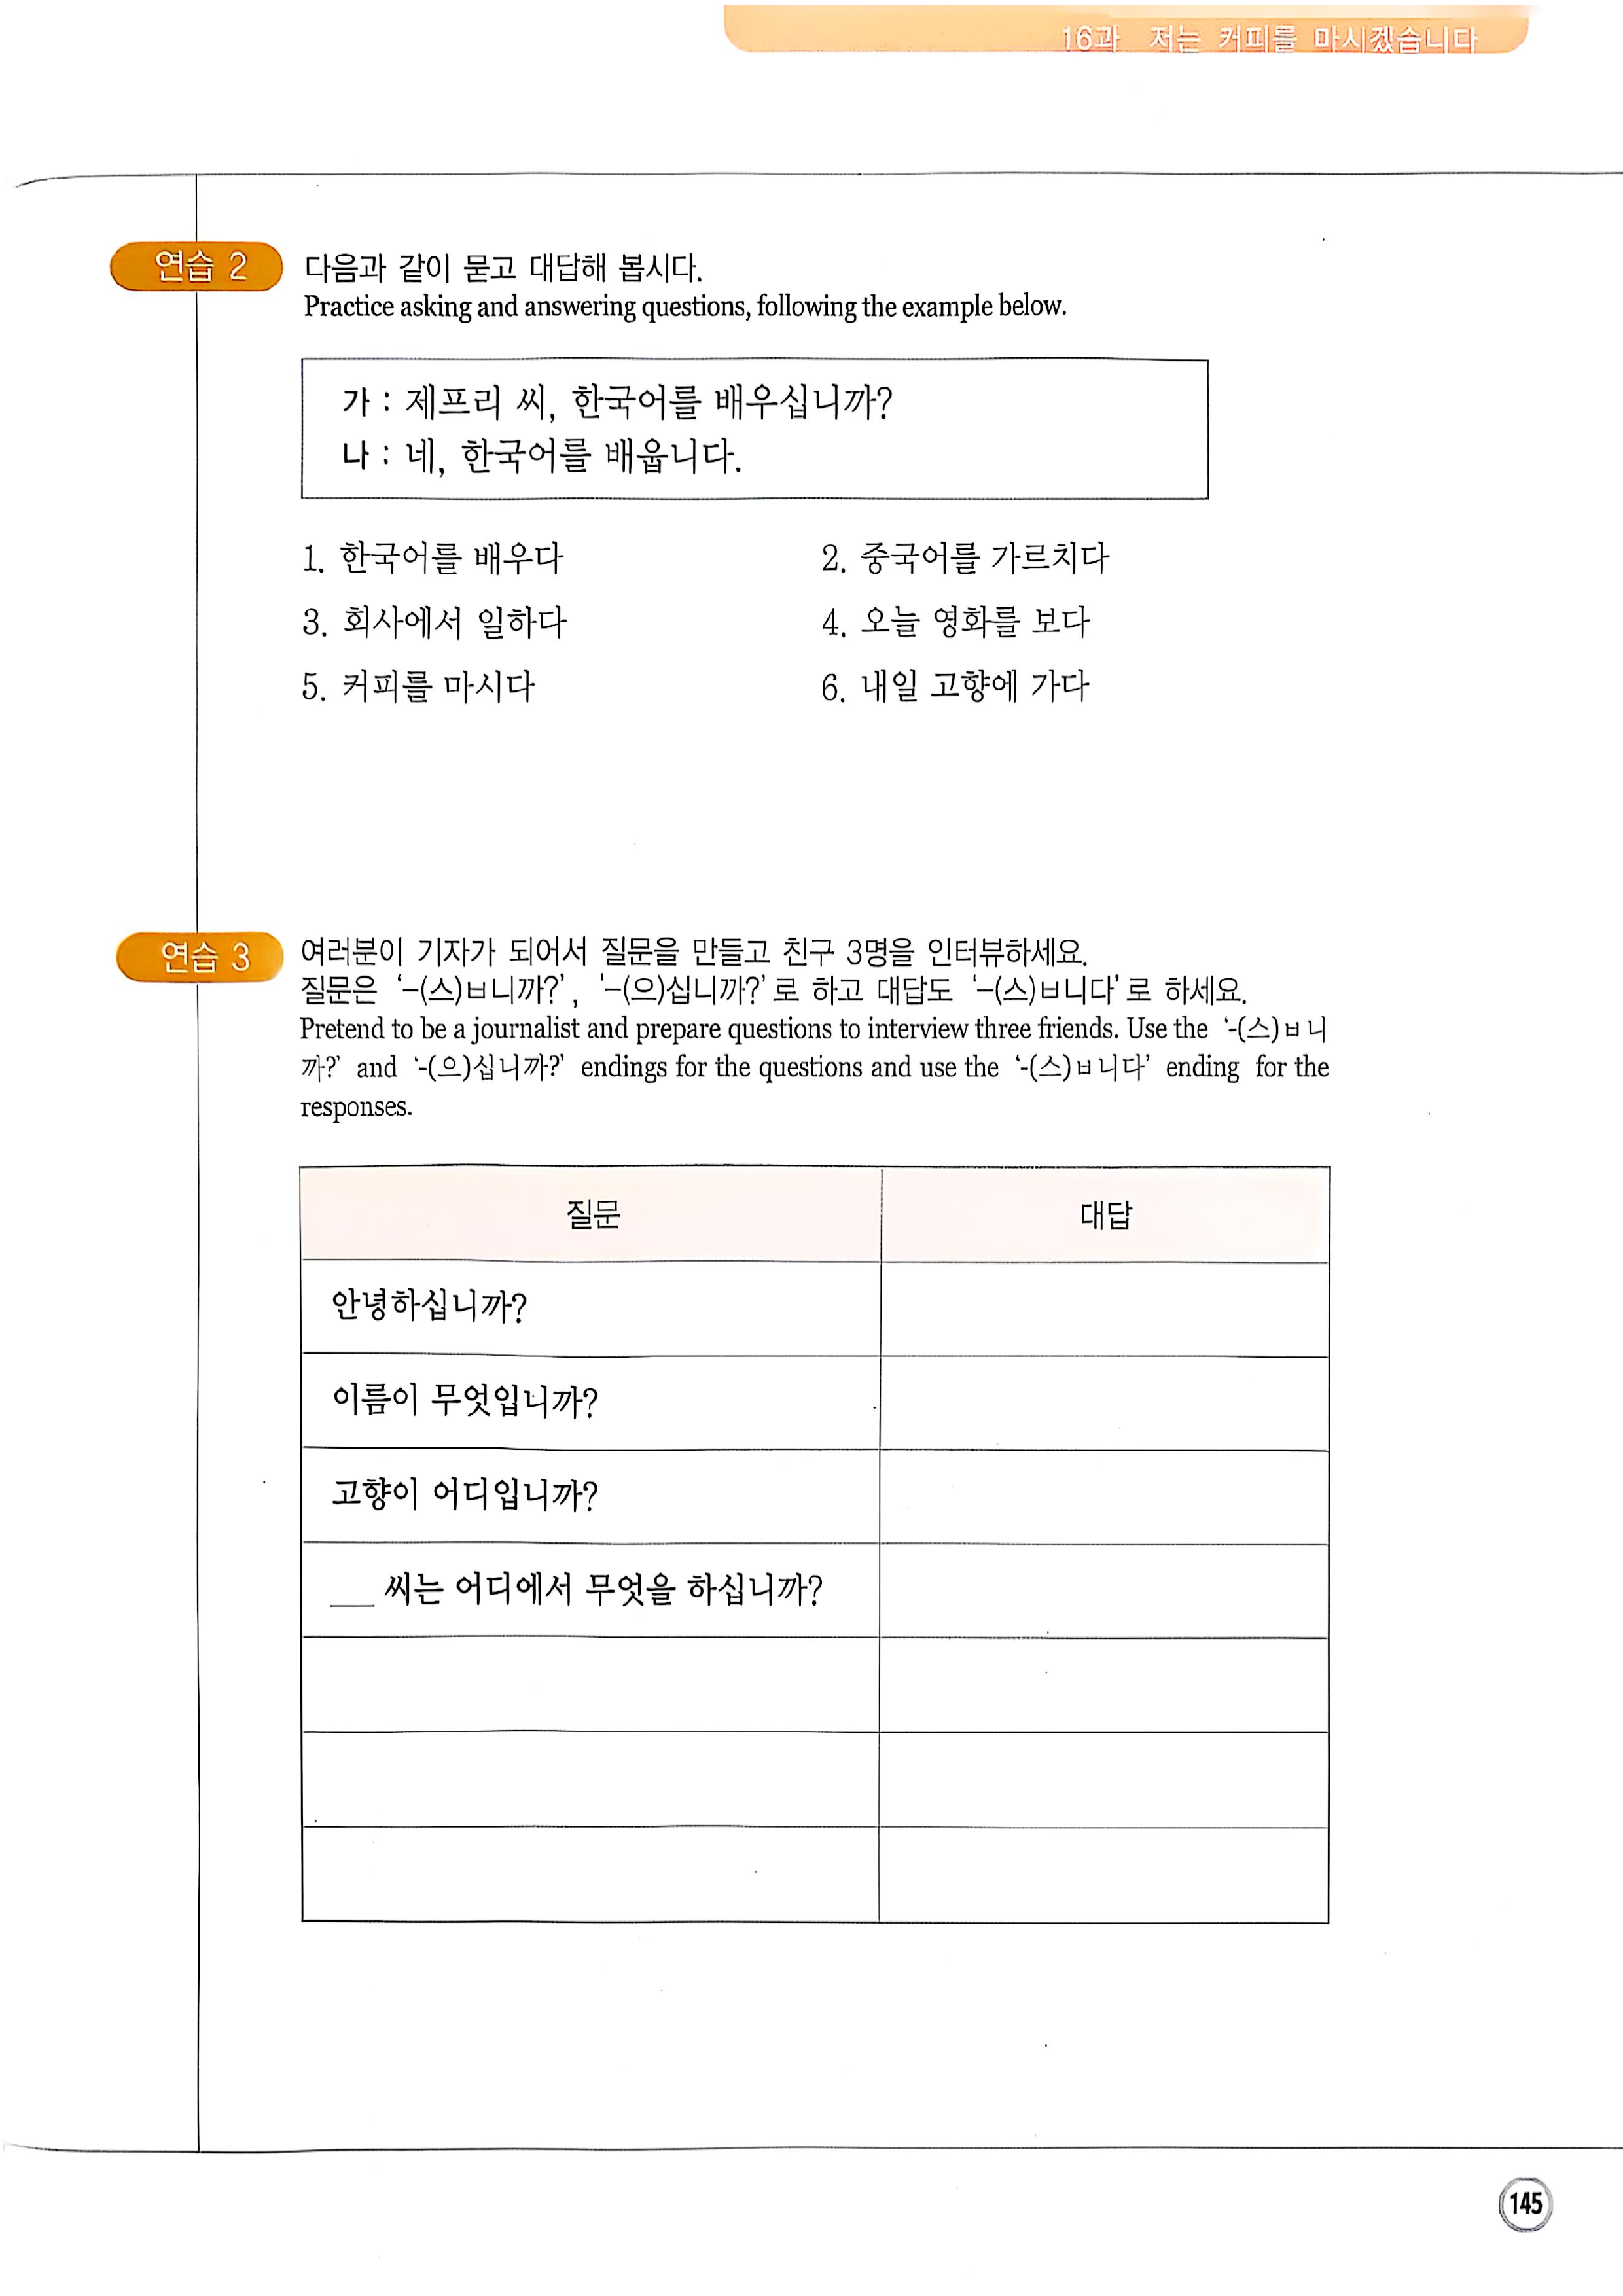 16과 저는 커피를 마시겠습니다
연습 2
다음과 같이 묻고 대답해 봅시다.
Practice asking and answering questions, following the example below.
가 : 제프리 씨, 한국어를 배우십니까?
나 : 네, 한국어를 배웁니다.
1. 한국어를 배우다
2. 중국어를 가르치다
3. 회사에서 일하다
4. 오늘 영화를 보다
5. 커피를 마시다
6. 내일 고향에 가다
연습 3
여러분이 기자가 되어서 질문을 만들고 친구 3명을 인터뷰하세요.
질문은 ‘-(스)ㅂ니까?’, ‘-(으)십니까?’로 하고 대답도 ‘-(스)ㅂ니다’로 하세요.
Pretend to be a journalist and prepare questions to interview three friends. Use the ‘-(스)ㅂ니
까?’ and ‘-(으)십니까?’ endings for the questions and use the ‘-(스)ㅂ니다’ ending for the
responses.
질문
대답
안녕하십니까?
이름이 무엇입니까?
고향이 어디입니까?
___ 씨는 어디에서 무엇을 하십니까?
145